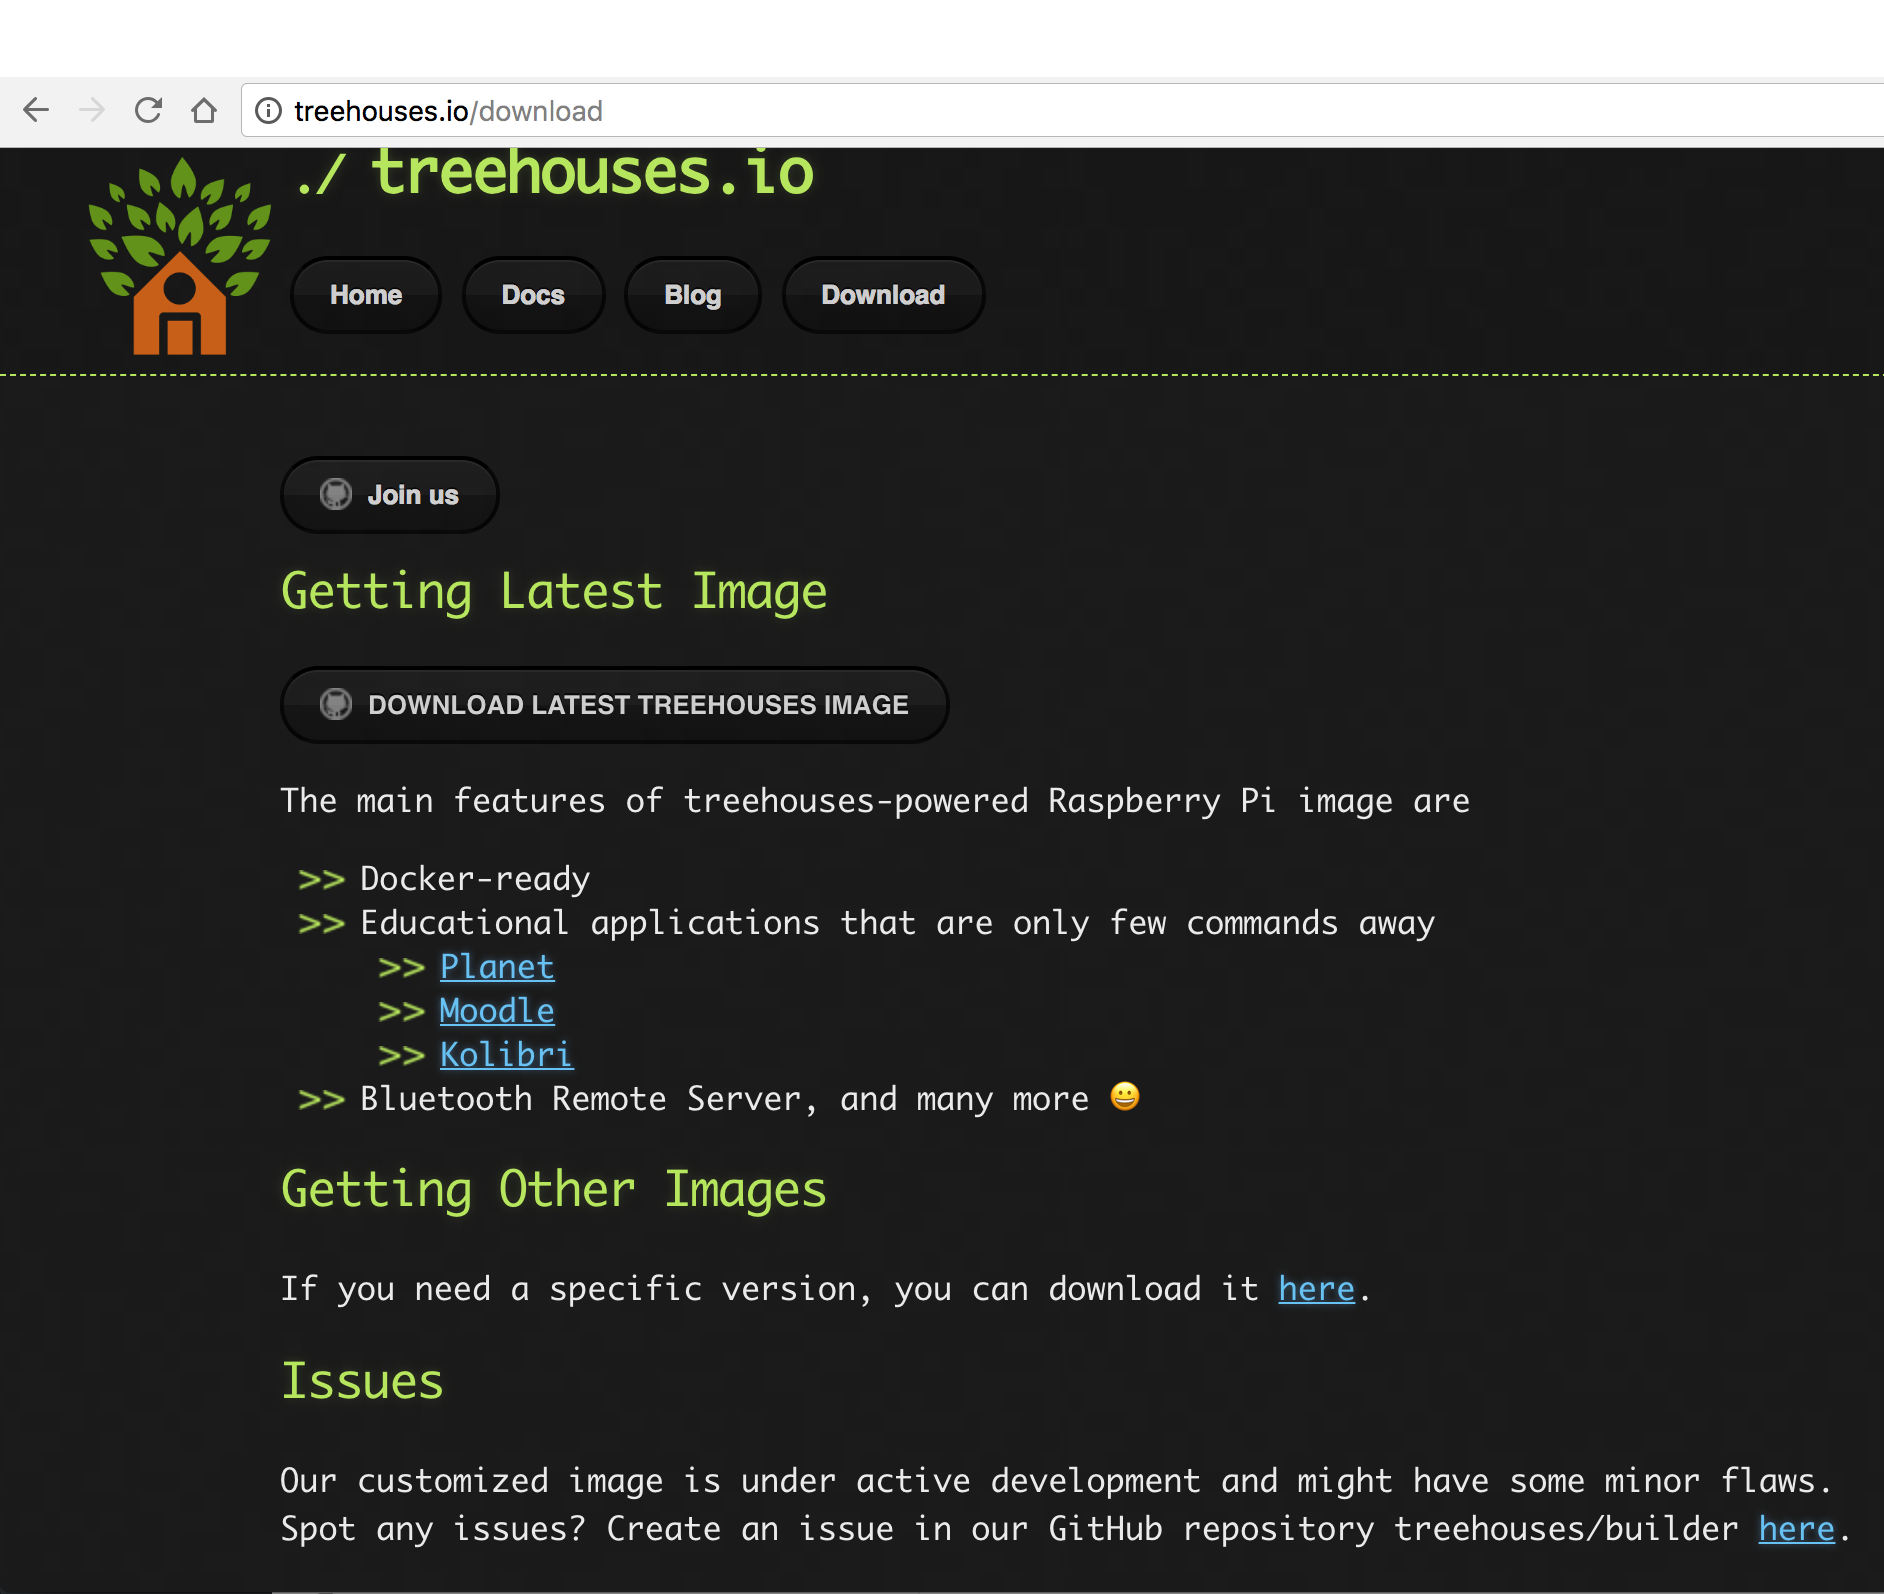 treehouses.io/download
./ treehouses.io
Home Docs Blog Download
Join us
Getting Latest Image
DOWNLOAD LATEST TREEHOUSES IMAGE
The main features of treehouses-powered Raspberry Pi image are
>> Docker-ready
>> Educational applications that are only few commands away
>> Planet
>> Moodle
>> Kolibri
>> Bluetooth Remote Server, and many more 😀
Getting Other Images
If you need a specific version, you can download it here.
Issues
Our customized image is under active development and might have some minor flaws.
Spot any issues? Create an issue in our GitHub repository treehouses/builder here.